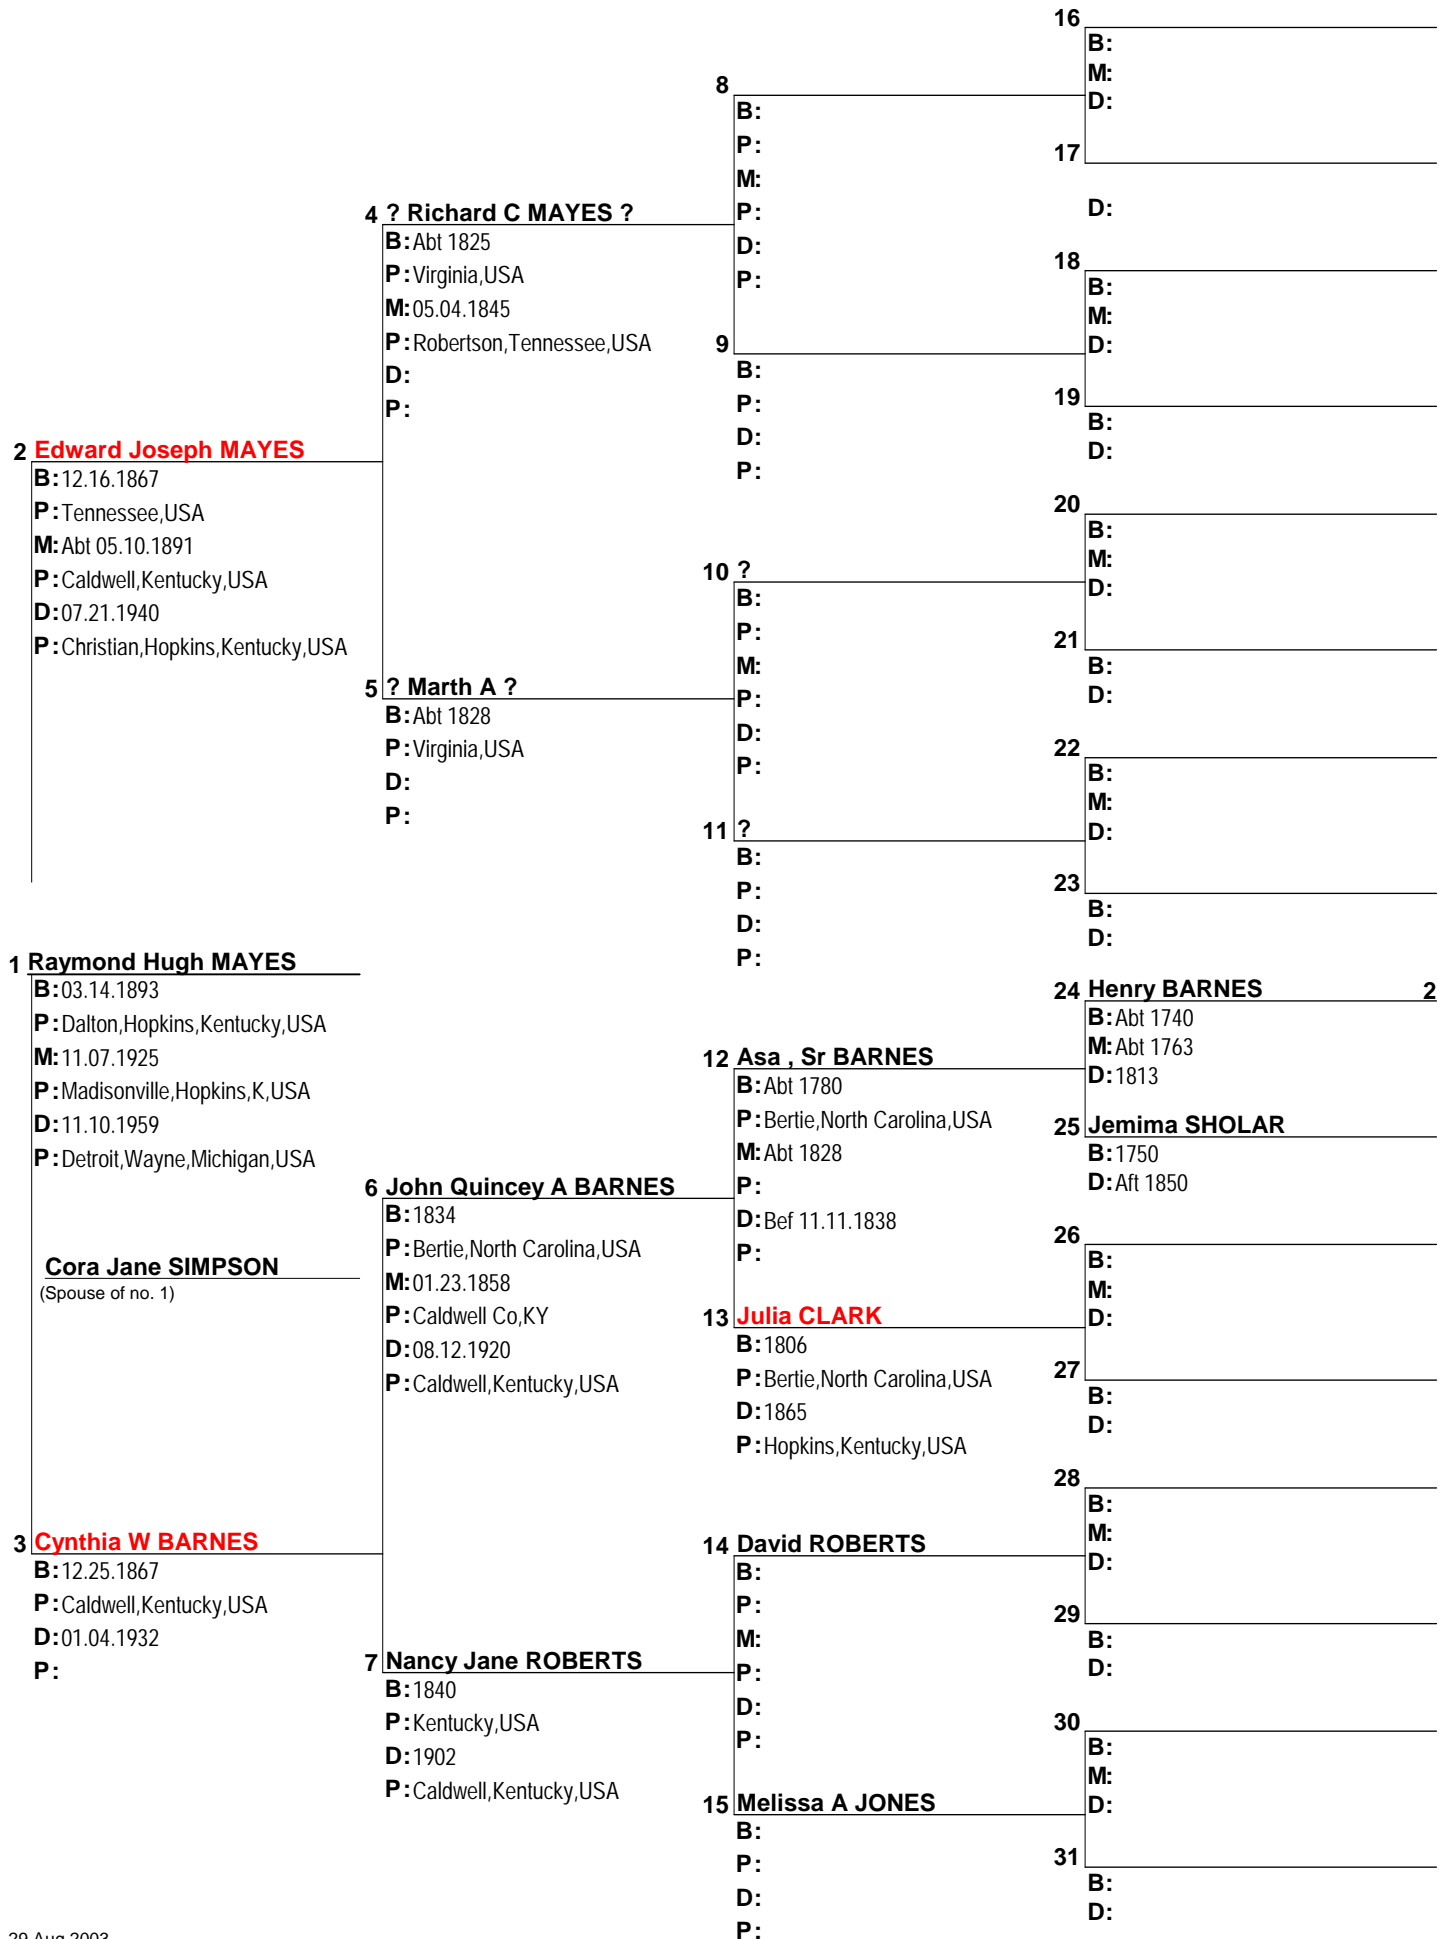 16
B:
M:
D:
17
D:
18
B:
M:
D:
19
B:
D:
20
B:
M:
D:
21
B:
D:
22
B:
M:
D:
23
B:
D:
24 Henry BARNES 2
B: Abt 1740
M: Abt 1763
D: 1813
25 Jemima SHOLAR
B: 1750
D: Aft 1850
26
B:
M:
D:
27
B:
D:
28
B:
M:
D:
29
B:
D:
30
B:
M:
D:
31
B:
D:
8
B:
P:
M:
P:
D:
P:
9
B:
P:
D:
P:
10 ?
B:
P:
M:
P:
D:
P:
11 ?
B:
P:
D:
P:
12 Asa , Sr BARNES
B: Abt 1780
P: Bertie,North Carolina,USA
M: Abt 1828
P:
D: Bef 11.11.1838
P:
13 Julia CLARK
B: 1806
P: Bertie,North Carolina,USA
D: 1865
P: Hopkins,Kentucky,USA
14 David ROBERTS
B:
P:
M:
P:
D:
P:
15 Melissa A JONES
B:
P:
D:
P:
4 ? Richard C MAYES ?
B: Abt 1825
P: Virginia,USA
M: 05.04.1845
P: Robertson,Tennessee,USA
D:
P:
5 ? Marth A ?
B: Abt 1828
P: Virginia,USA
D:
P:
6 John Quincey A BARNES
B: 1834
P: Bertie,North Carolina,USA
M: 01.23.1858
P: Caldwell Co,KY
D: 08.12.1920
P: Caldwell,Kentucky,USA
7 Nancy Jane ROBERTS
B: 1840
P: Kentucky,USA
D: 1902
P: Caldwell,Kentucky,USA
2 Edward Joseph MAYES
B: 12.16.1867
P: Tennessee,USA
M: Abt 05.10.1891
P: Caldwell,Kentucky,USA
D: 07.21.1940
P: Christian,Hopkins,Kentucky,USA
1 Raymond Hugh MAYES
B: 03.14.1893
P: Dalton,Hopkins,Kentucky,USA
M: 11.07.1925
P: Madisonville,Hopkins,K,USA
D: 11.10.1959
P: Detroit,Wayne,Michigan,USA
Cora Jane SIMPSON
(Spouse of no. 1)
3 Cynthia W BARNES
B: 12.25.1867
P: Caldwell,Kentucky,USA
D: 01.04.1932
P:
29 Aug 2003